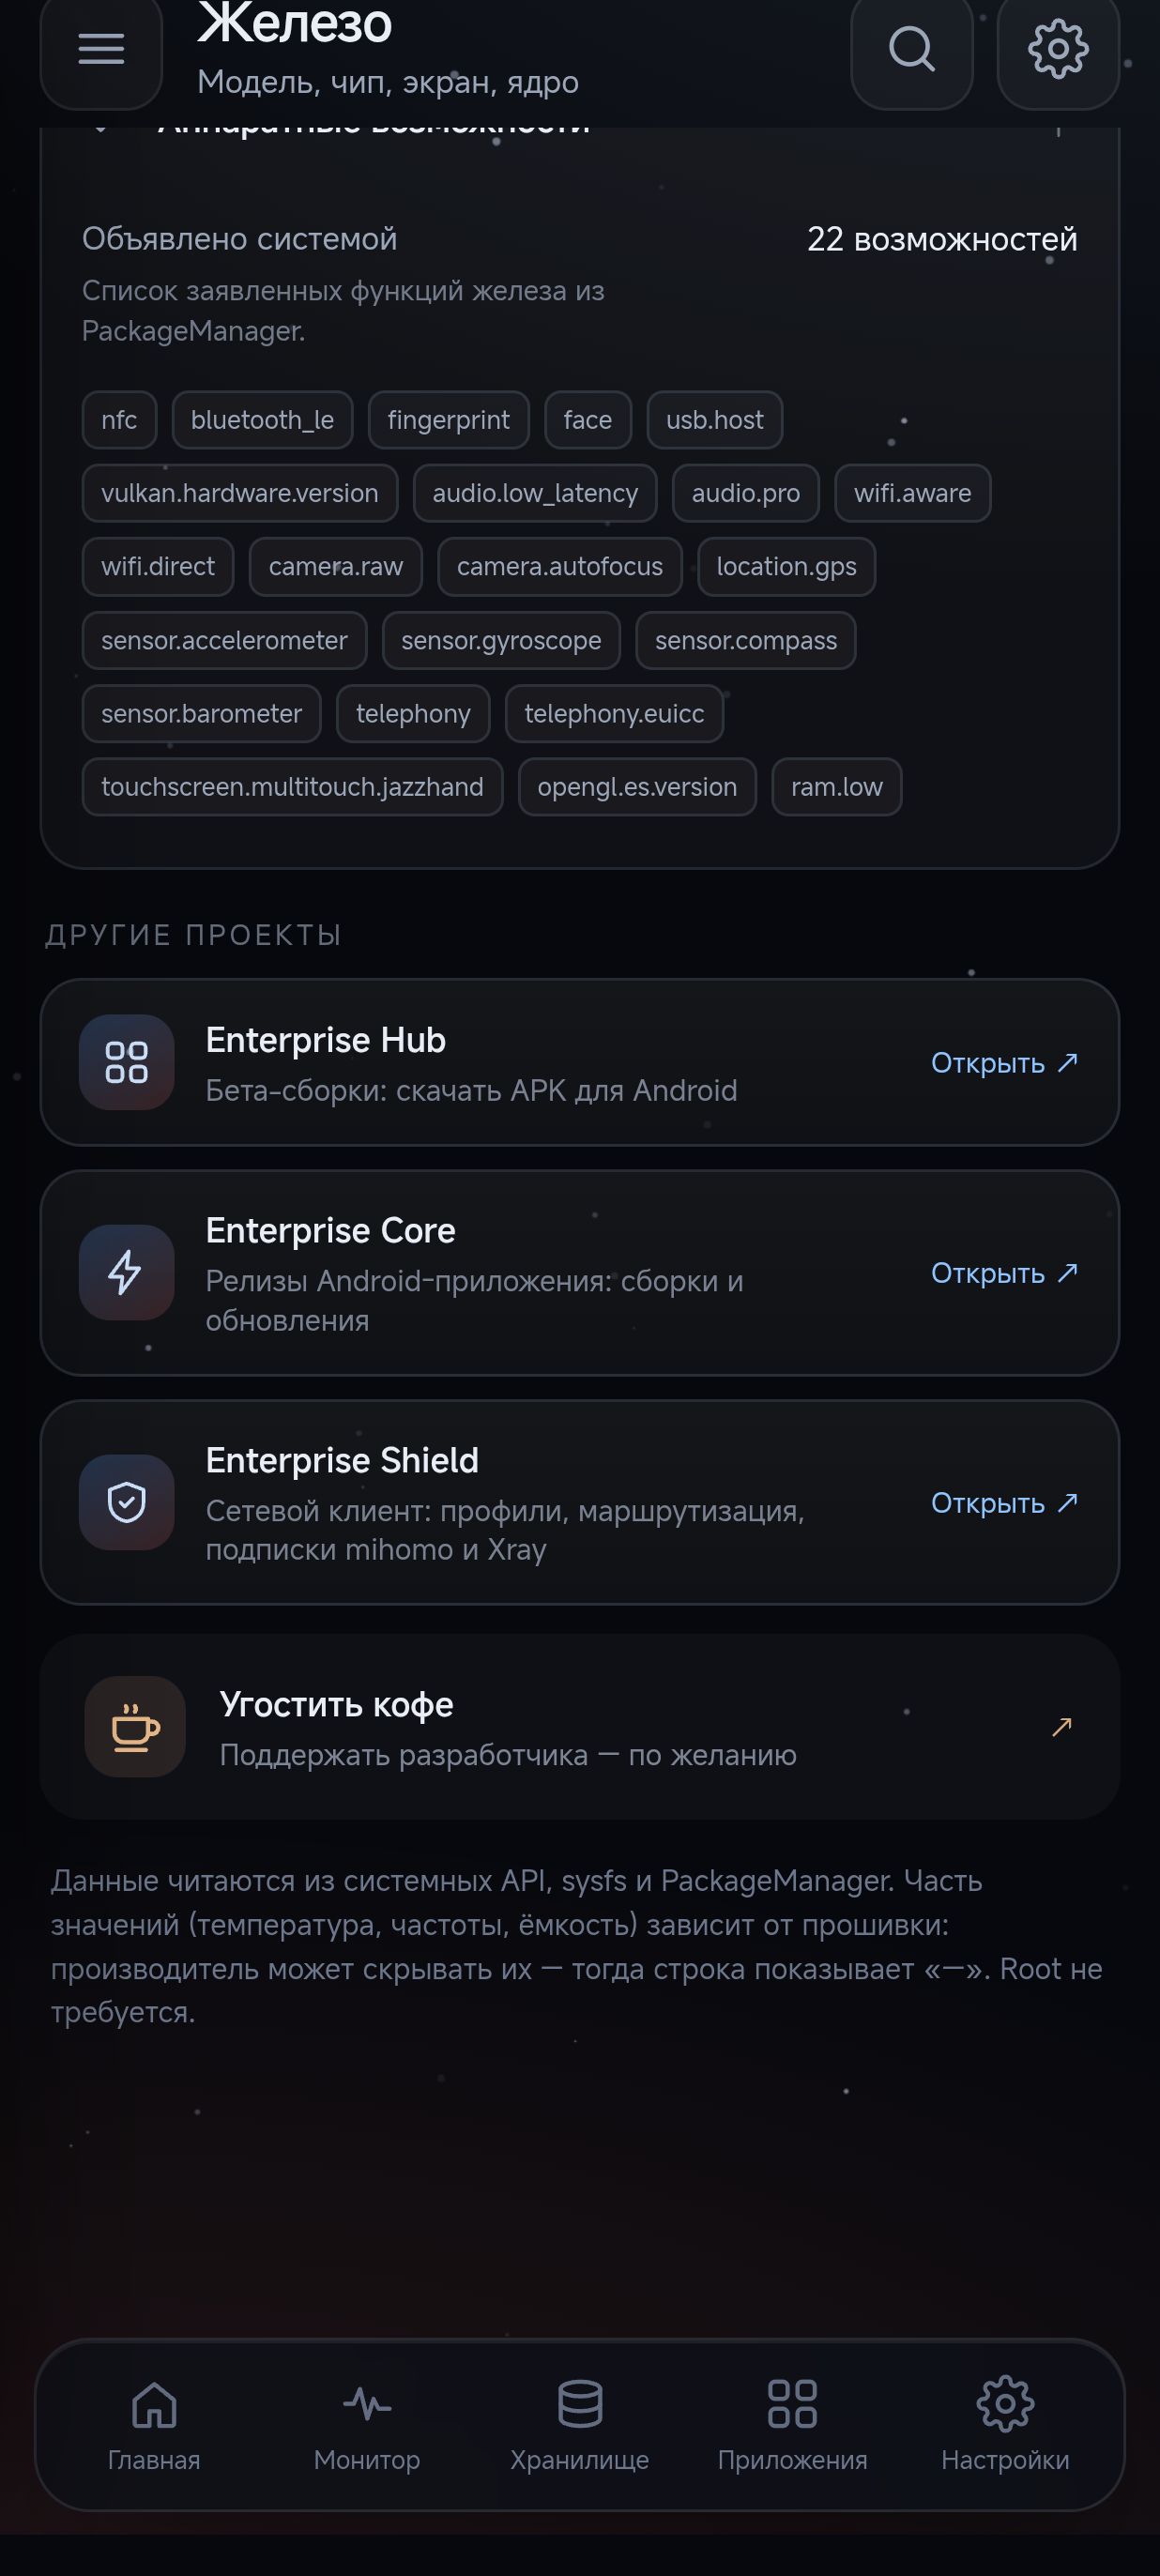 Железо
Модель, чип, экран, ядро
Аппаратные возможности
Объявлено системой
22 возможностей
Список заявленных функций железа из
PackageManager.
nfc bluetooth_le fingerprint face usb.host
vulkan.hardware.version audio.low_latency audio.pro wifi.aware
wifi.direct camera.raw camera.autofocus location.gps
sensor.accelerometer sensor.gyroscope sensor.compass
sensor.barometer telephony telephony.euicc
touchscreen.multitouch.jazzhand opengl.es.version ram.low
ДРУГИЕ ПРОЕКТЫ
Enterprise Hub
Бета-сборки: скачать APK для Android
Открыть ↗
Enterprise Core
Релизы Android-приложения: сборки и
обновления
Открыть ↗
Enterprise Shield
Сетевой клиент: профили, маршрутизация,
подписки mihomo и Xray
Открыть ↗
Угостить кофе
Поддержать разработчика — по желанию
↗
Данные читаются из системных API, sysfs и PackageManager. Часть
значений (температура, частоты, ёмкость) зависит от прошивки:
производитель может скрывать их — тогда строка показывает «—». Root не
требуется.
Главная Монитор Хранилище Приложения Настройки